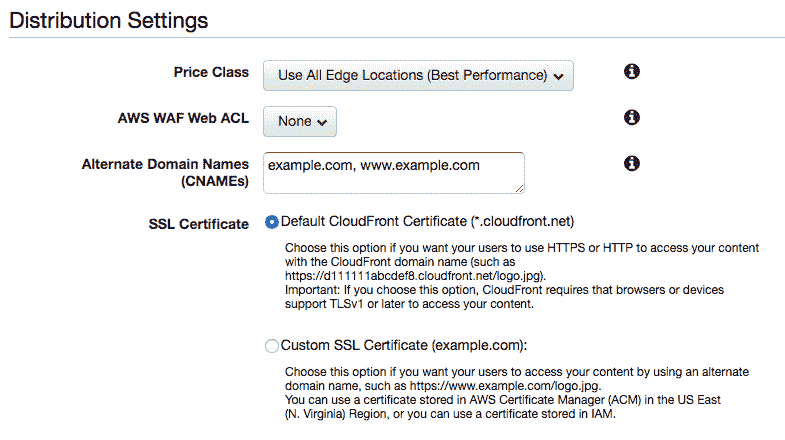 Distribution Settings
Price Class
Use All Edge Locations (Best Performance)
AWS WAF Web ACL
None
Alternate Domain Names
(CNAMEs)
example.com, www.example.com
SSL Certificate
Default CloudFront Certificate (*.cloudfront.net)
Choose this option if you want your users to use HTTPS or HTTP to access your content
with the CloudFront domain name (such as
https://d111111abcdef8.cloudfront.net/logo.jpg).
Important: If you choose this option, CloudFront requires that browsers or devices
support TLSv1 or later to access your content.
Custom SSL Certificate (example.com):
Choose this option if you want your users to access your content by using an alternate
domain name, such as https://www.example.com/logo.jpg.
You can use a certificate stored in AWS Certificate Manager (ACM) in the US East
(N. Virginia) Region, or you can use a certificate stored in IAM.